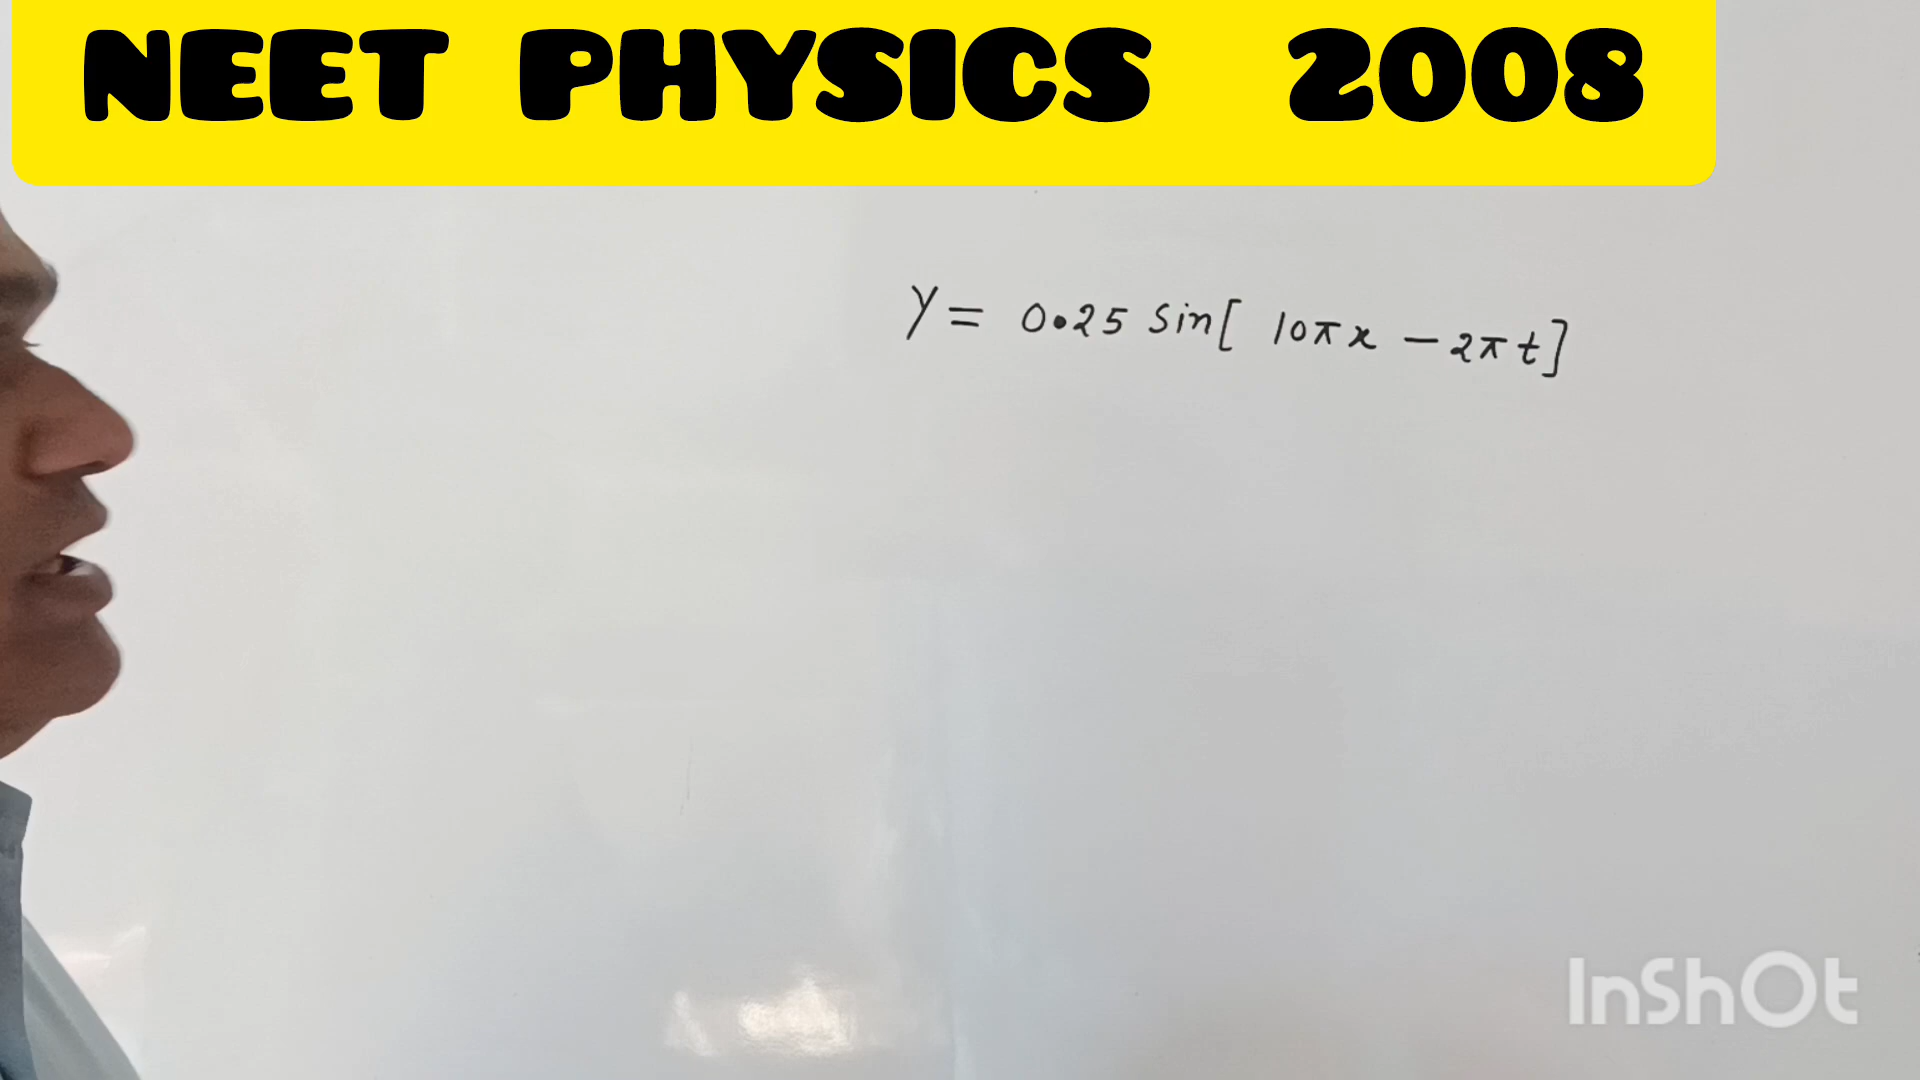 NEET PHYSICS 2008
y = 0.25 sin[ 10πx - 2πt]
InShOt